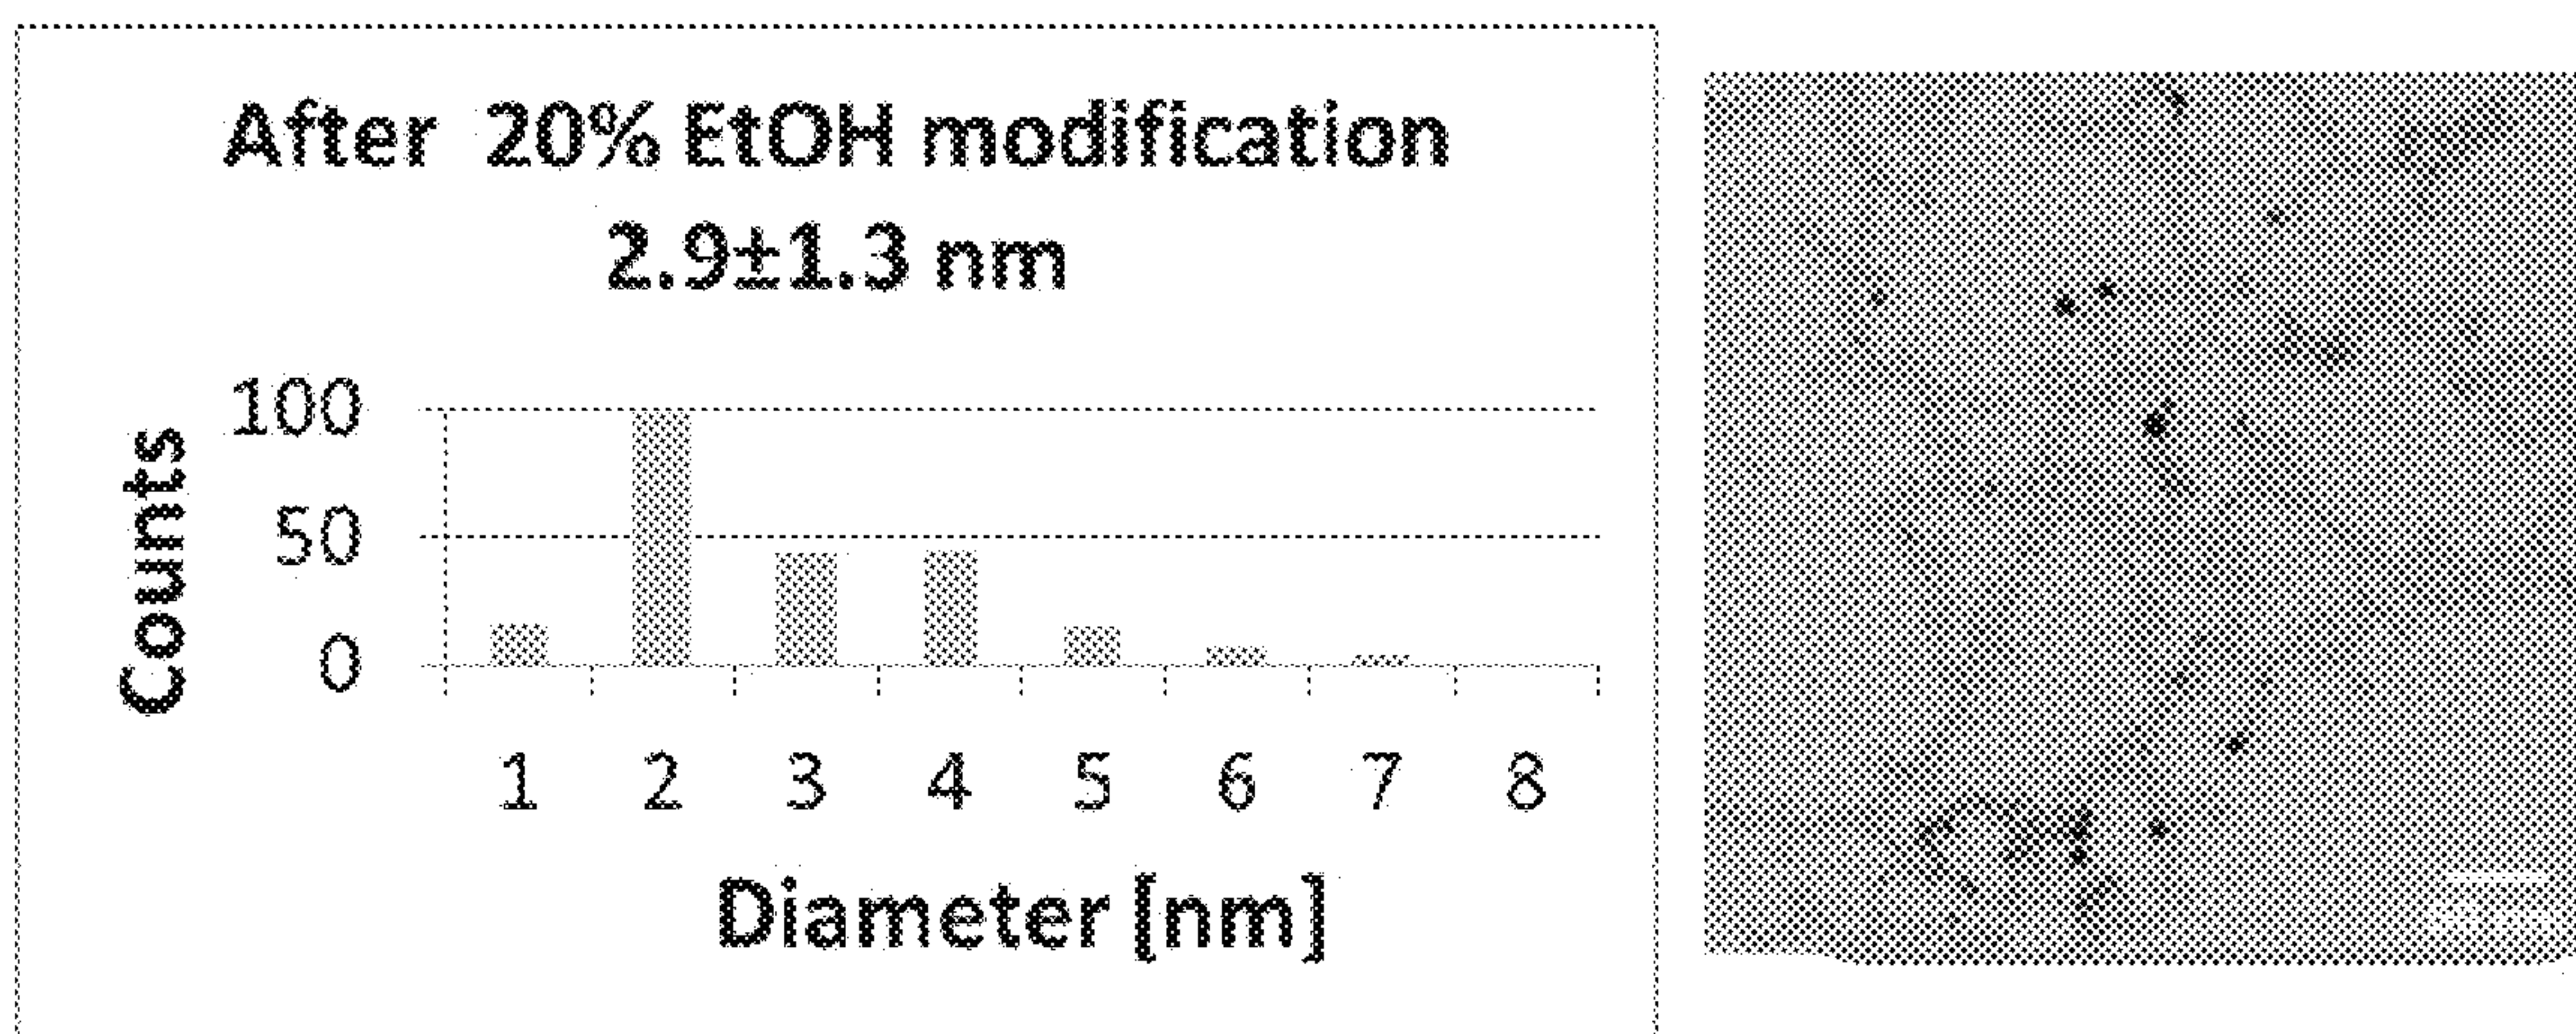 After 20% EtOH modification
2.9±1.3 nm
Counts
100
50
0
1 2 3 4 5 6 7 8
Diameter [nm]